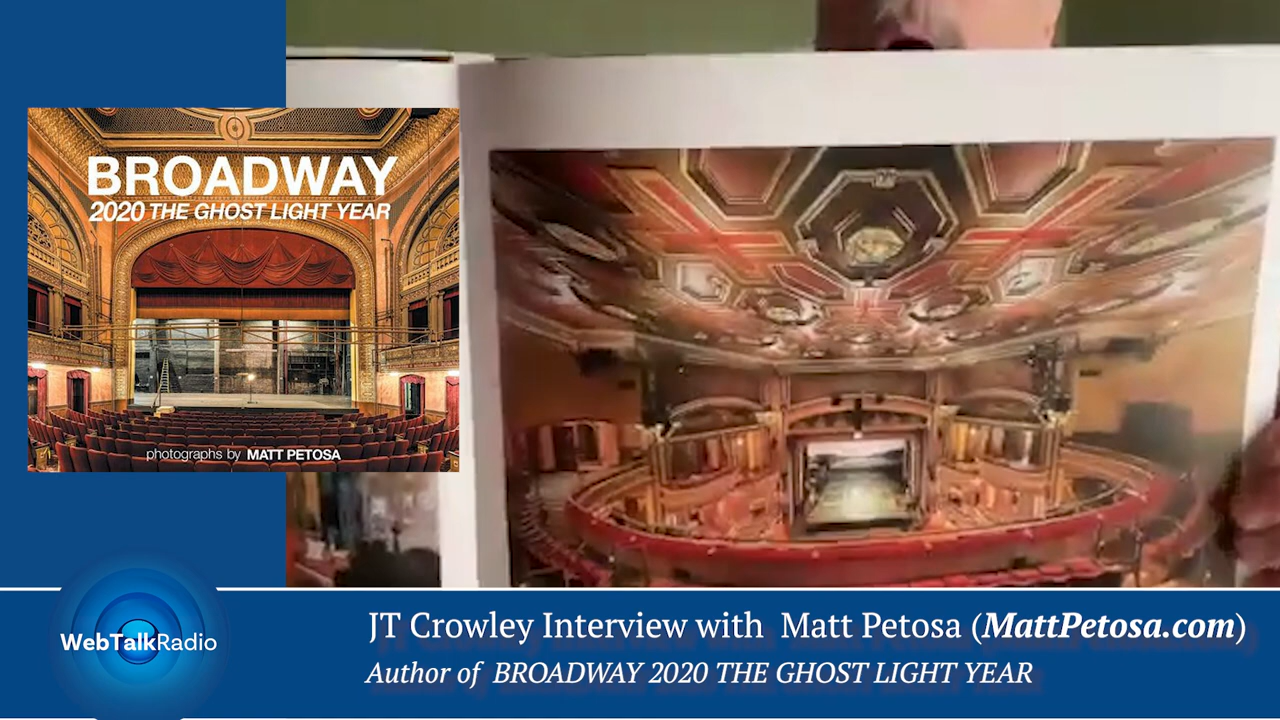 BROADWAY
2020 THE GHOST LIGHT YEAR
photographs by MATT PETOSA
WebTalkRadio
JT Crowley Interview with Matt Petosa (MattPetosa.com)
Author of BROADWAY 2020 THE GHOST LIGHT YEAR